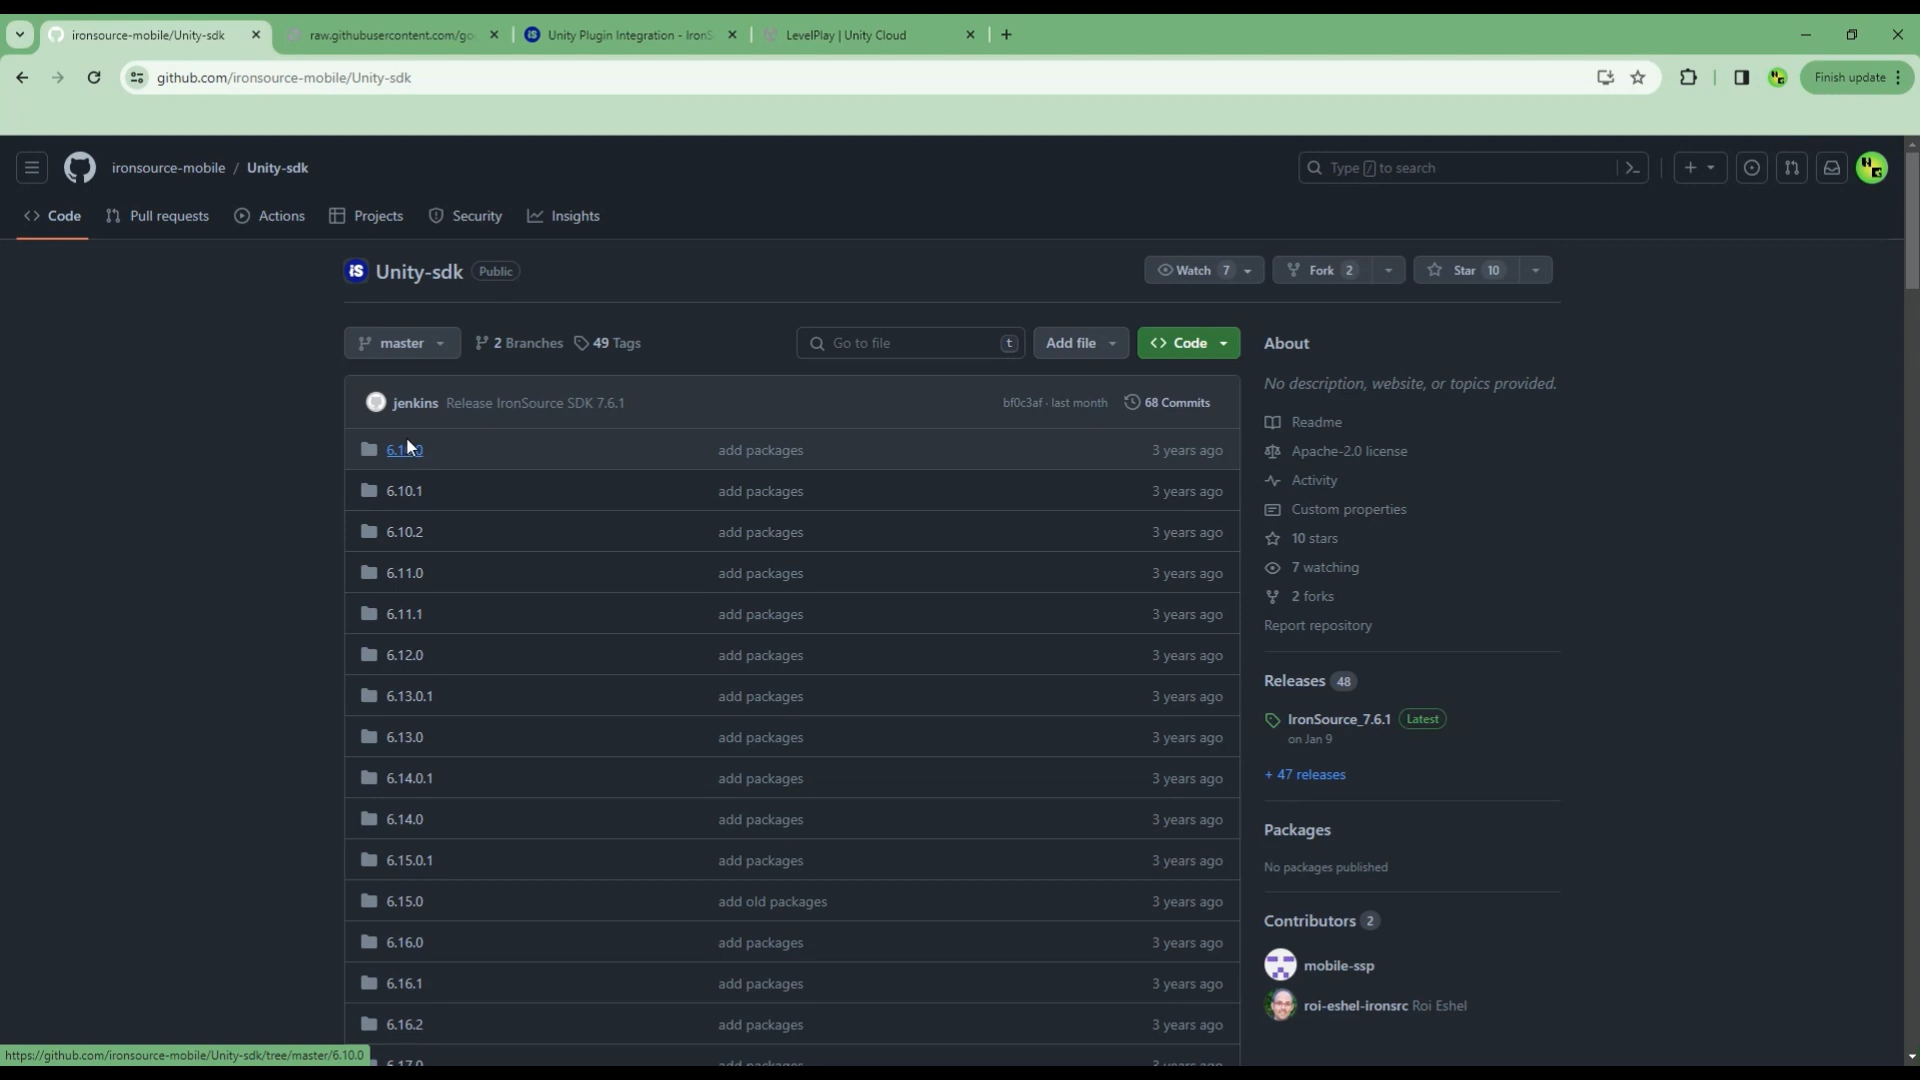 ironsource-mobile/Unity-sdk
raw.githubusercontent.com/go
Unity Plugin Integration - IronS
LevelPlay | Unity Cloud
github.com/ironsource-mobile/Unity-sdk
Finish update
ironsource-mobile / Unity-sdk
Type / to search
Code
Pull requests
Actions
Projects
Security
Insights
iS Unity-sdk Public
Watch 7
Fork 2
Star 10
master
2 Branches
49 Tags
Go to file t
Add file
<> Code
About
No description, website, or topics provided.
jenkins Release IronSource SDK 7.6.1 bf0c3af · last month 68 Commits
6.10.0 add packages 3 years ago
6.10.1 add packages 3 years ago
6.10.2 add packages 3 years ago
6.11.0 add packages 3 years ago
6.11.1 add packages 3 years ago
6.12.0 add packages 3 years ago
6.13.0.1 add packages 3 years ago
6.13.0 add packages 3 years ago
6.14.0.1 add packages 3 years ago
6.14.0 add packages 3 years ago
6.15.0.1 add packages 3 years ago
6.15.0 add old packages 3 years ago
6.16.0 add packages 3 years ago
6.16.1 add packages 3 years ago
6.16.2 add packages 3 years ago
6.17.0 add packages 3 years ago
Readme
Apache-2.0 license
Activity
Custom properties
10 stars
7 watching
2 forks
Report repository
Releases 48
IronSource_7.6.1 Latest
on Jan 9
+ 47 releases
Packages
No packages published
Contributors 2
mobile-ssp
roi-eshel-ironsrc Roi Eshel
https://github.com/ironsource-mobile/Unity-sdk/tree/master/6.10.0